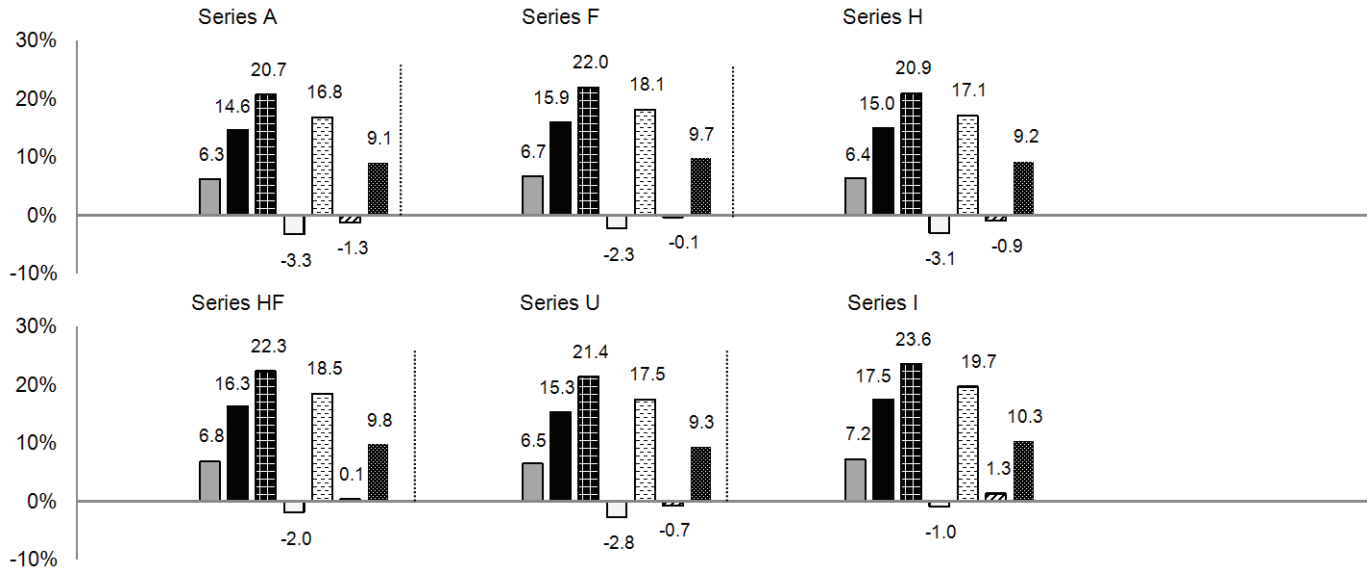 Series A Series F Series H
30%
20%
10%
0%
-10%
6.3 14.6 20.7 -3.3 16.8 -1.3 9.1
6.7 15.9 22.0 -2.3 18.1 -0.1 9.7
6.4 15.0 20.9 -3.1 17.1 -0.9 9.2
Series HF Series U Series I
30%
20%
10%
0%
-10%
6.8 16.3 22.3 -2.0 18.5 0.1 9.8
6.5 15.3 21.4 -2.8 17.5 -0.7 9.3
7.2 17.5 23.6 -1.0 19.7 1.3 10.3